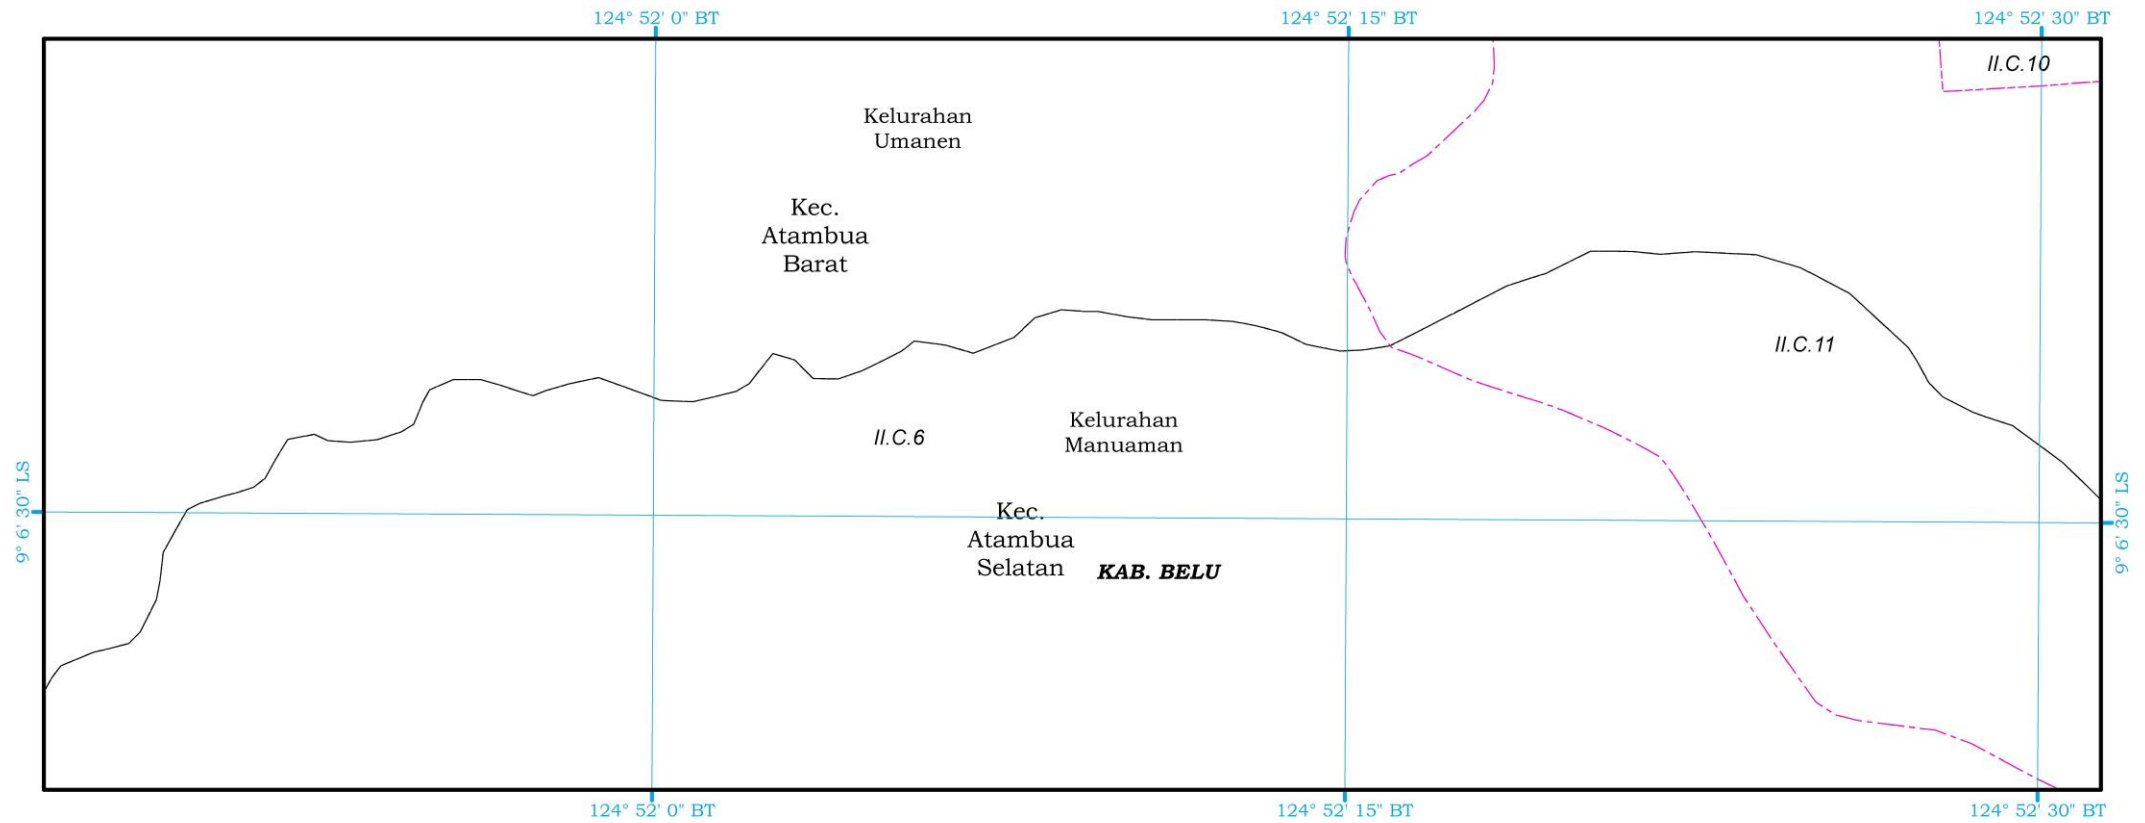 124° 52' 0" BT
124° 52' 15" BT
124° 52' 30" BT
II.C.10
Kelurahan
Umanen
Kec.
Atambua
Barat
II.C.11
Kelurahan
Manuaman
II.C.6
9° 6' 30" LS
9° 6' 30" LS
Kec.
Atambua
Selatan
KAB. BELU
124° 52' 0" BT
124° 52' 15" BT
124° 52' 30" BT